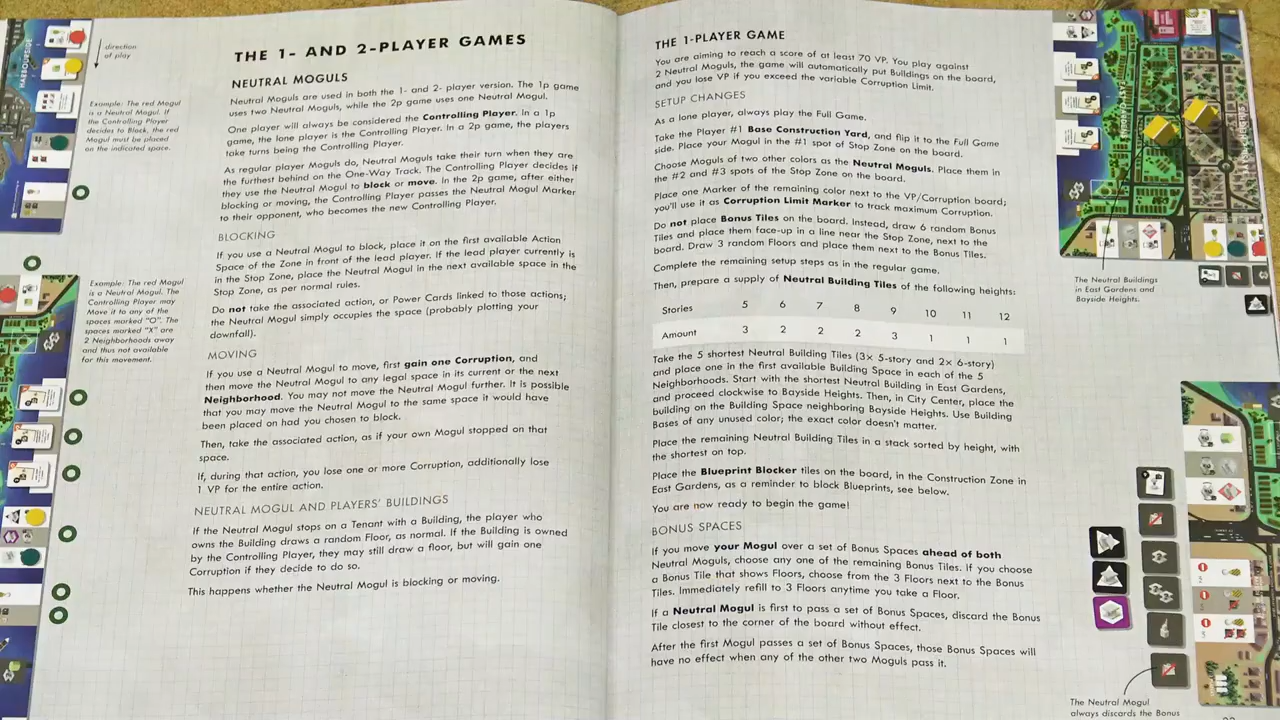 direction
of play
HARBOURSIDE
Example: The red Mogul
is a Neutral Mogul. If
the Controlling Player
decides to Block, the red
Mogul must be placed
on the indicated space.
Example: The red Mogul
is a Neutral Mogul. The
Controlling Player may
Move it to any of the
spaces marked "O". The
spaces marked "X" are
2 Neighborhoods away
and thus not available
for this movement.
THE 1- AND 2-PLAYER GAMES
NEUTRAL MOGULS
Neutral Moguls are used in both the 1- and 2- player version. The 1p game
uses two Neutral Moguls, while the 2p game uses one Neutral Mogul.
One player will always be considered the Controlling Player. In a 1p
game, the lone player is the Controlling Player. In a 2p game, the players
take turns being the Controlling Player.
As regular player Moguls do, Neutral Moguls take their turn when they are
the furthest behind on the One-Way Track. The Controlling Player decides if
they use the Neutral Mogul to block or move. In the 2p game, after either
blocking or moving, the Controlling Player passes the Neutral Mogul Marker
to their opponent, who becomes the new Controlling Player.
BLOCKING
If you use a Neutral Mogul to block, place it on the first available Action
Space of the Zone in front of the lead player. If the lead player currently is
in the Stop Zone, place the Neutral Mogul in the next available space in the
Stop Zone, as per normal rules.
Do not take the associated action, or Power Cards linked to those actions;
the Neutral Mogul simply occupies the space (probably plotting your
downfall).
MOVING
If you use a Neutral Mogul to move, first gain one Corruption, and
then move the Neutral Mogul to any legal space in its current or the next
Neighborhood. You may not move the Neutral Mogul further. It is possible
that you may move the Neutral Mogul to the same space it would have
been placed on had you chosen to block.
Then, take the associated action, as if your own Mogul stopped on that
space.
If, during that action, you lose one or more Corruption, additionally lose
1 VP for the entire action.
NEUTRAL MOGUL AND PLAYERS' BUILDINGS
If the Neutral Mogul stops on a Tenant with a Building, the player who
owns the Building draws a random Floor, as normal. If the Building is owned
by the Controlling Player, they may still draw a floor, but will gain one
Corruption if they decide to do so.
This happens whether the Neutral Mogul is blocking or moving.
THE 1-PLAYER GAME
You are aiming to reach a score of at least 70 VP. You play against
2 Neutral Moguls, the game will automatically put Buildings on the board,
and you lose VP if you exceed the variable Corruption Limit.
SETUP CHANGES
As a lone player, always play the Full Game.
Take the Player #1 Base Construction Yard, and flip it to the Full Game
side. Place your Mogul in the #1 spot of Stop Zone on the board.
Choose Moguls of two other colors as the Neutral Moguls. Place them in
the #2 and #3 spots of the Stop Zone on the board.
Place one Marker of the remaining color next to the VP/Corruption board;
you'll use it as Corruption Limit Marker to track maximum Corruption.
Do not place Bonus Tiles on the board. Instead, draw 6 random Bonus
Tiles and place them face-up in a line near the Stop Zone, next to the
board. Draw 3 random Floors and place them next to the Bonus Tiles.
Complete the remaining setup steps as in the regular game.
Then, prepare a supply of Neutral Building Tiles of the following heights:
Stories 5 6 7 8 9 10 11 12
Amount 3 2 2 2 3 1 1 1
Take the 5 shortest Neutral Building Tiles (3× 5-story and 2× 6-story)
and place one in the first available Building Space in each of the 5
Neighborhoods. Start with the shortest Neutral Building in East Gardens,
and proceed clockwise to Bayside Heights. Then, in City Center, place the
building on the Building Space neighboring Bayside Heights. Use Building
Bases of any unused color; the exact color doesn't matter.
Place the remaining Neutral Building Tiles in a stack sorted by height, with
the shortest on top.
Place the Blueprint Blocker tiles on the board, in the Construction Zone in
East Gardens, as a reminder to block Blueprints, see below.
You are now ready to begin the game!
BONUS SPACES
If you move your Mogul over a set of Bonus Spaces ahead of both
Neutral Moguls, choose any one of the remaining Bonus Tiles. If you choose
a Bonus Tile that shows Floors, choose from the 3 Floors next to the Bonus
Tiles. Immediately refill to 3 Floors anytime you take a Floor.
If a Neutral Mogul is first to pass a set of Bonus Spaces, discard the Bonus
Tile closest to the corner of the board without effect.
After the first Mogul passes a set of Bonus Spaces, those Bonus Spaces will
have no effect when any of the other two Moguls pass it.
EAST GARDENS
The Neutral Buildings
in East Gardens and
Bayside Heights.
The Neutral Mogul
always discards the Bonus